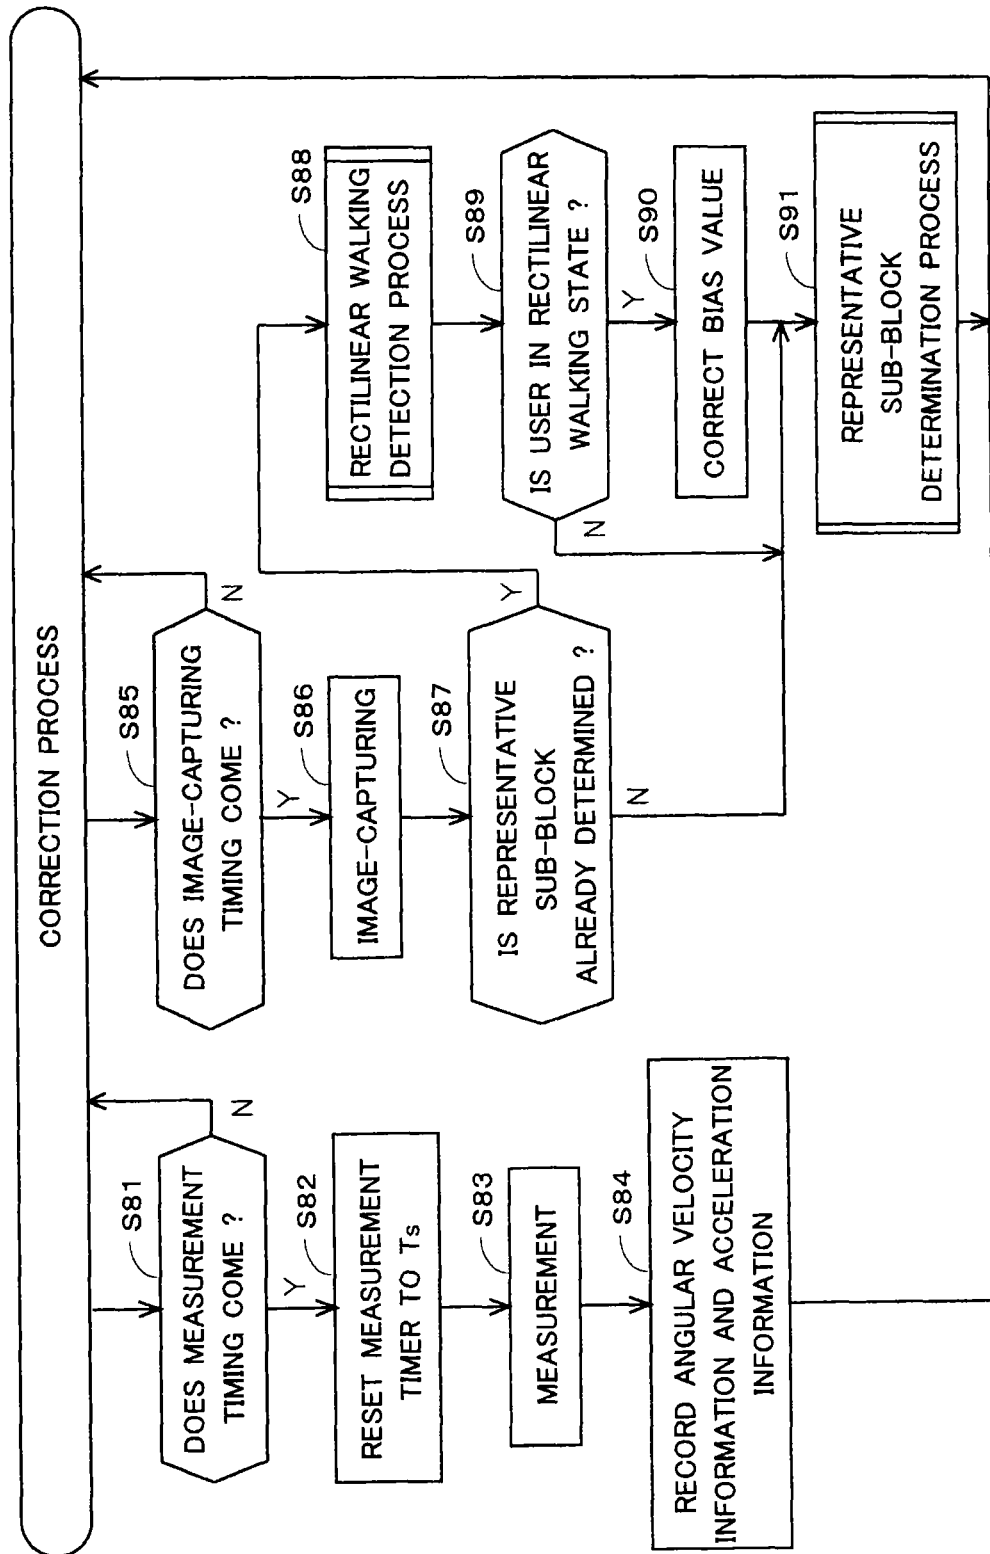 CORRECTION PROCESS
S81
DOES MEASUREMENT
TIMING COME ?
N
Y
S82
RESET MEASUREMENT
TIMER TO Ts
S83
MEASUREMENT
S84
RECORD ANGULAR VELOCITY
INFORMATION AND ACCELERATION
INFORMATION
S85
DOES IMAGE-CAPTURING
TIMING COME ?
N
Y
S86
IMAGE-CAPTURING
S87
IS REPRESENTATIVE
SUB-BLOCK
ALREADY DETERMINED ?
Y
N
S88
RECTILINEAR WALKING
DETECTION PROCESS
S89
IS USER IN RECTILINEAR
WALKING STATE ?
N
Y
S90
CORRECT BIAS VALUE
S91
REPRESENTATIVE
SUB-BLOCK
DETERMINATION PROCESS